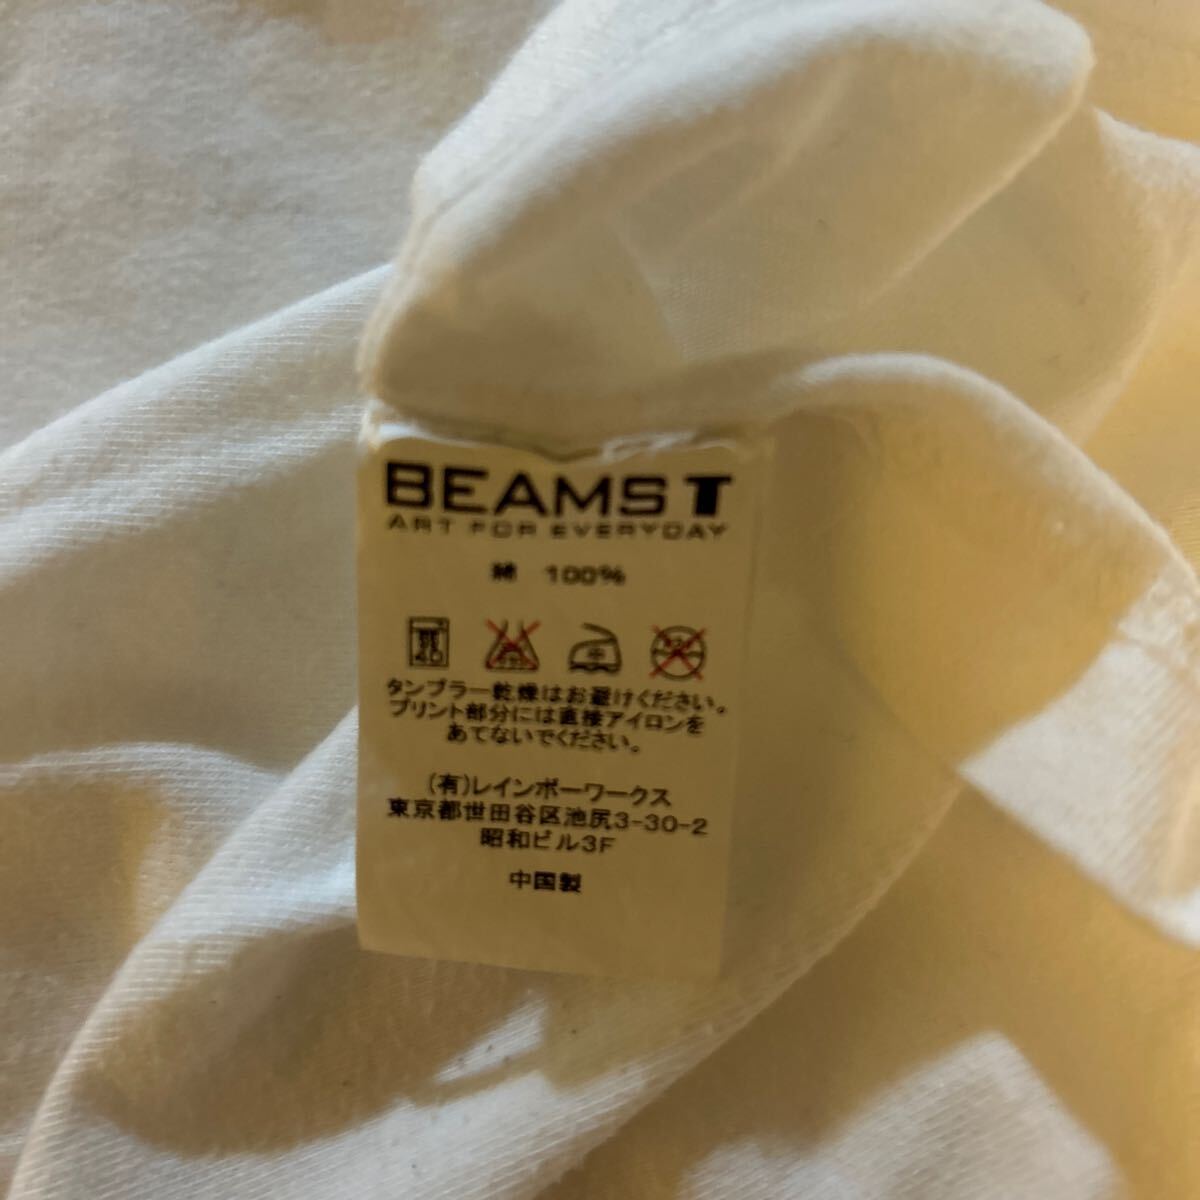 BEAMS T
ART FOR EVERYDAY
綿 100%
40
タンブラー乾燥はお避けください。
プリント部分には直接アイロンを
あてないでください。
(有)レインボーワークス
東京都世田谷区池尻3-30-2
昭和ビル3F
中国製